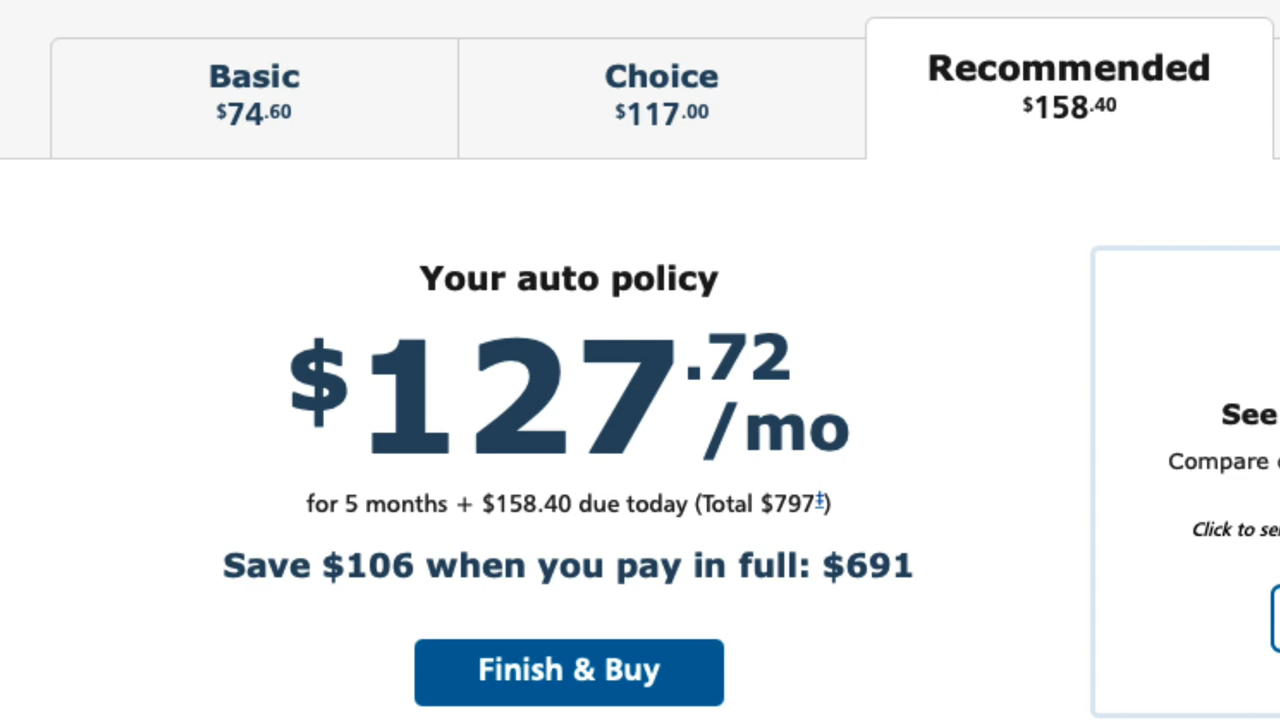 Basic
$74.60
Choice
$117.00
Recommended
$158.40
Your auto policy
$127.72/mo
for 5 months + $158.40 due today (Total $797‡)
Save $106 when you pay in full: $691
Finish & Buy
See
Compare
Click to